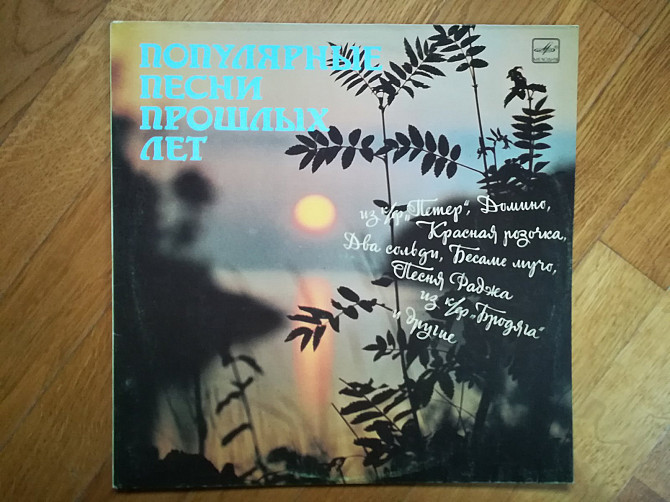 ПОПУЛЯРНЫЕ
ПЕСНИ
ПРОШЛЫХ
ЛЕТ
из к/ф „Петер“, Домино,
Красная розочка,
Два сольди, Бесаме мучо,
Песня Раджа
из к/ф „Бродяга“
и другие